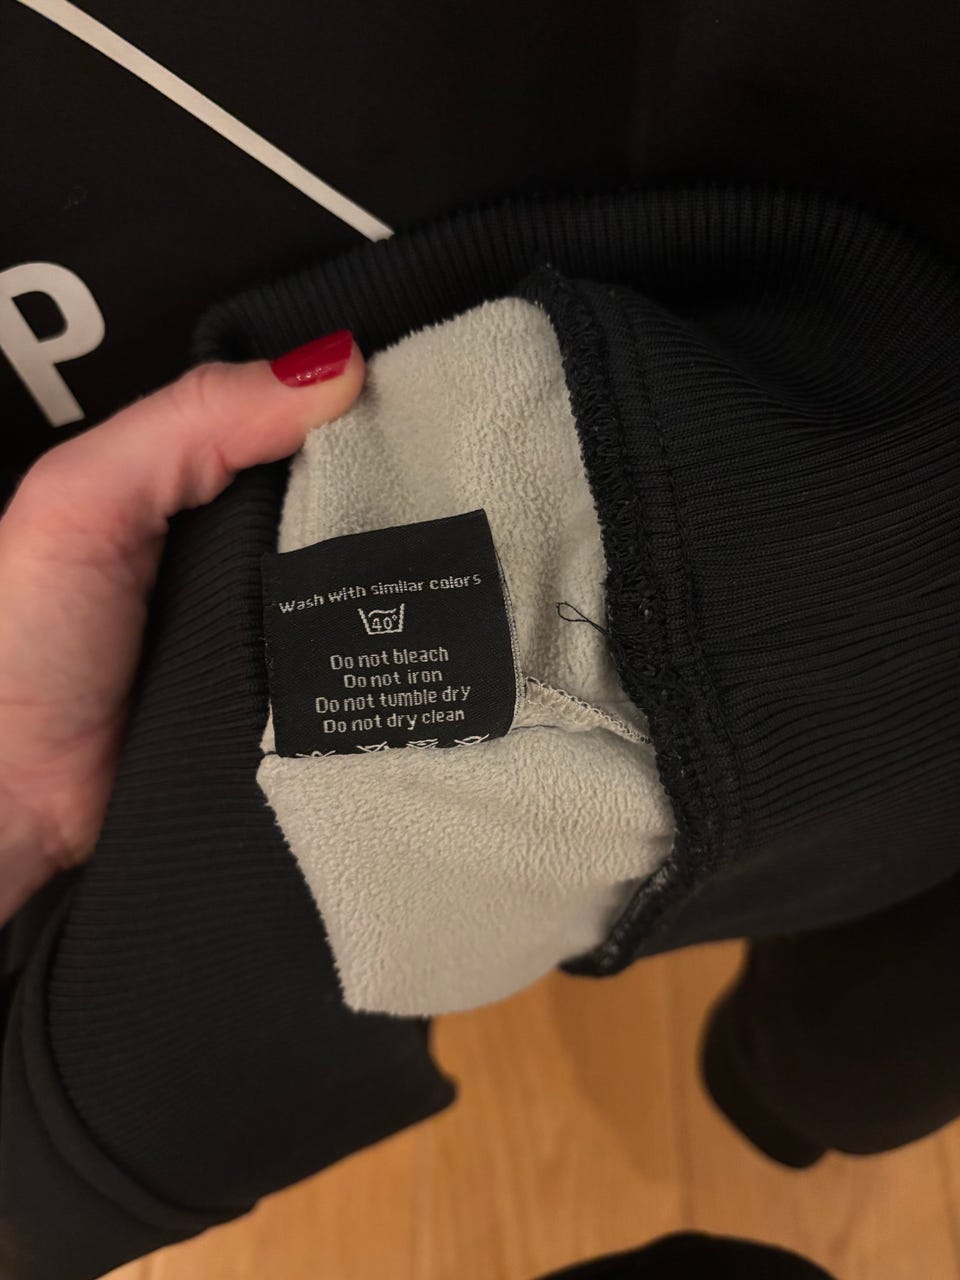 P
Wash with similar colors
40°
Do not bleach
Do not iron
Do not tumble dry
Do not dry clean